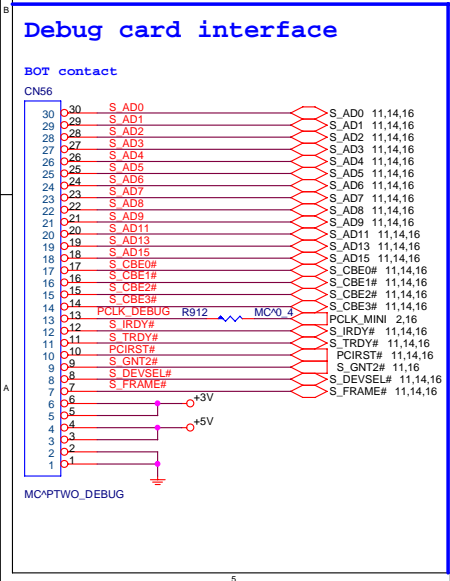 B
Debug card interface
BOT contact
CN56
30 30 S_AD0 S_AD0 11,14,16
29 29 S_AD1 S_AD1 11,14,16
28 28 S_AD2 S_AD2 11,14,16
27 27 S_AD3 S_AD3 11,14,16
26 26 S_AD4 S_AD4 11,14,16
25 25 S_AD5 S_AD5 11,14,16
24 24 S_AD6 S_AD6 11,14,16
23 23 S_AD7 S_AD7 11,14,16
22 22 S_AD8 S_AD8 11,14,16
21 21 S_AD9 S_AD9 11,14,16
20 20 S_AD11 S_AD11 11,14,16
19 19 S_AD13 S_AD13 11,14,16
18 18 S_AD15 S_AD15 11,14,16
17 17 S_CBE0# S_CBE0# 11,14,16
16 16 S_CBE1# S_CBE1# 11,14,16
15 15 S_CBE2# S_CBE2# 11,14,16
14 14 S_CBE3# S_CBE3# 11,14,16
13 13 PCLK_DEBUG R912 MC^0_4 PCLK_MINI 2,16
12 12 S_IRDY# S_IRDY# 11,14,16
11 11 S_TRDY# S_TRDY# 11,14,16
10 10 PCIRST# PCIRST# 11,14,16
9 9 S_GNT2# S_GNT2# 11,16
8 8 S_DEVSEL# S_DEVSEL# 11,14,16
7 7 S_FRAME# S_FRAME# 11,14,16
A
6 6 +3V
5 5
4 4 +5V
3 3
2 2
1 1
MC^PTWO_DEBUG
5